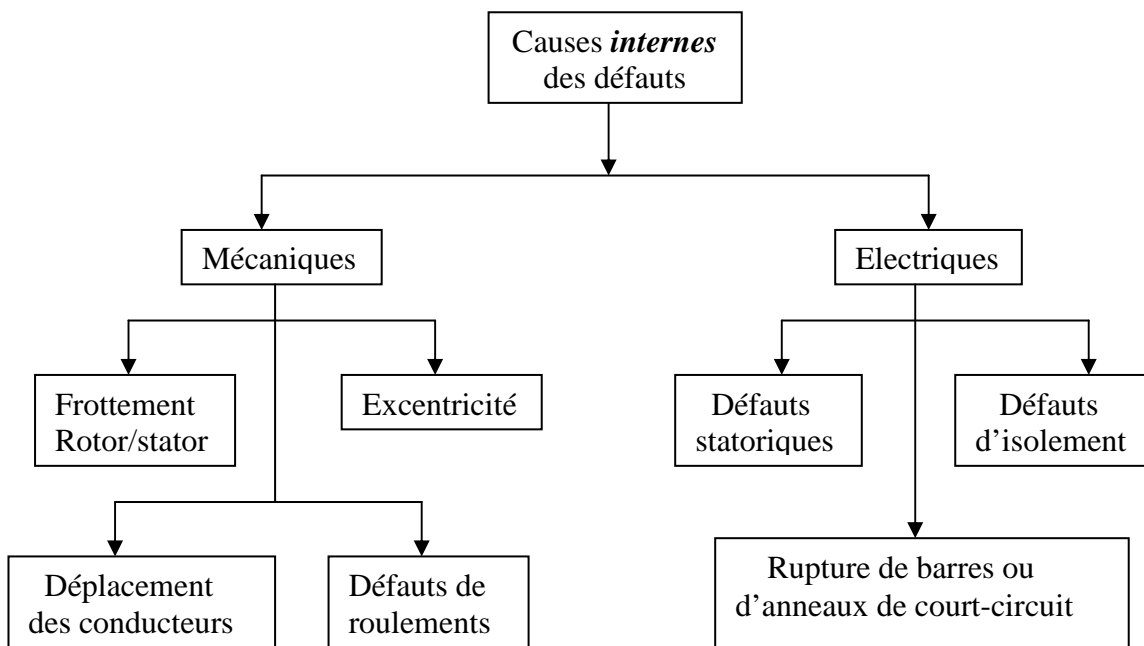 Causes internes
des défauts
Mécaniques
Electriques
Frottement
Rotor/stator
Excentricité
Défauts
statoriques
Défauts
d’isolement
Déplacement
des conducteurs
Défauts de
roulements
Rupture de barres ou
d’anneaux de court-circuit